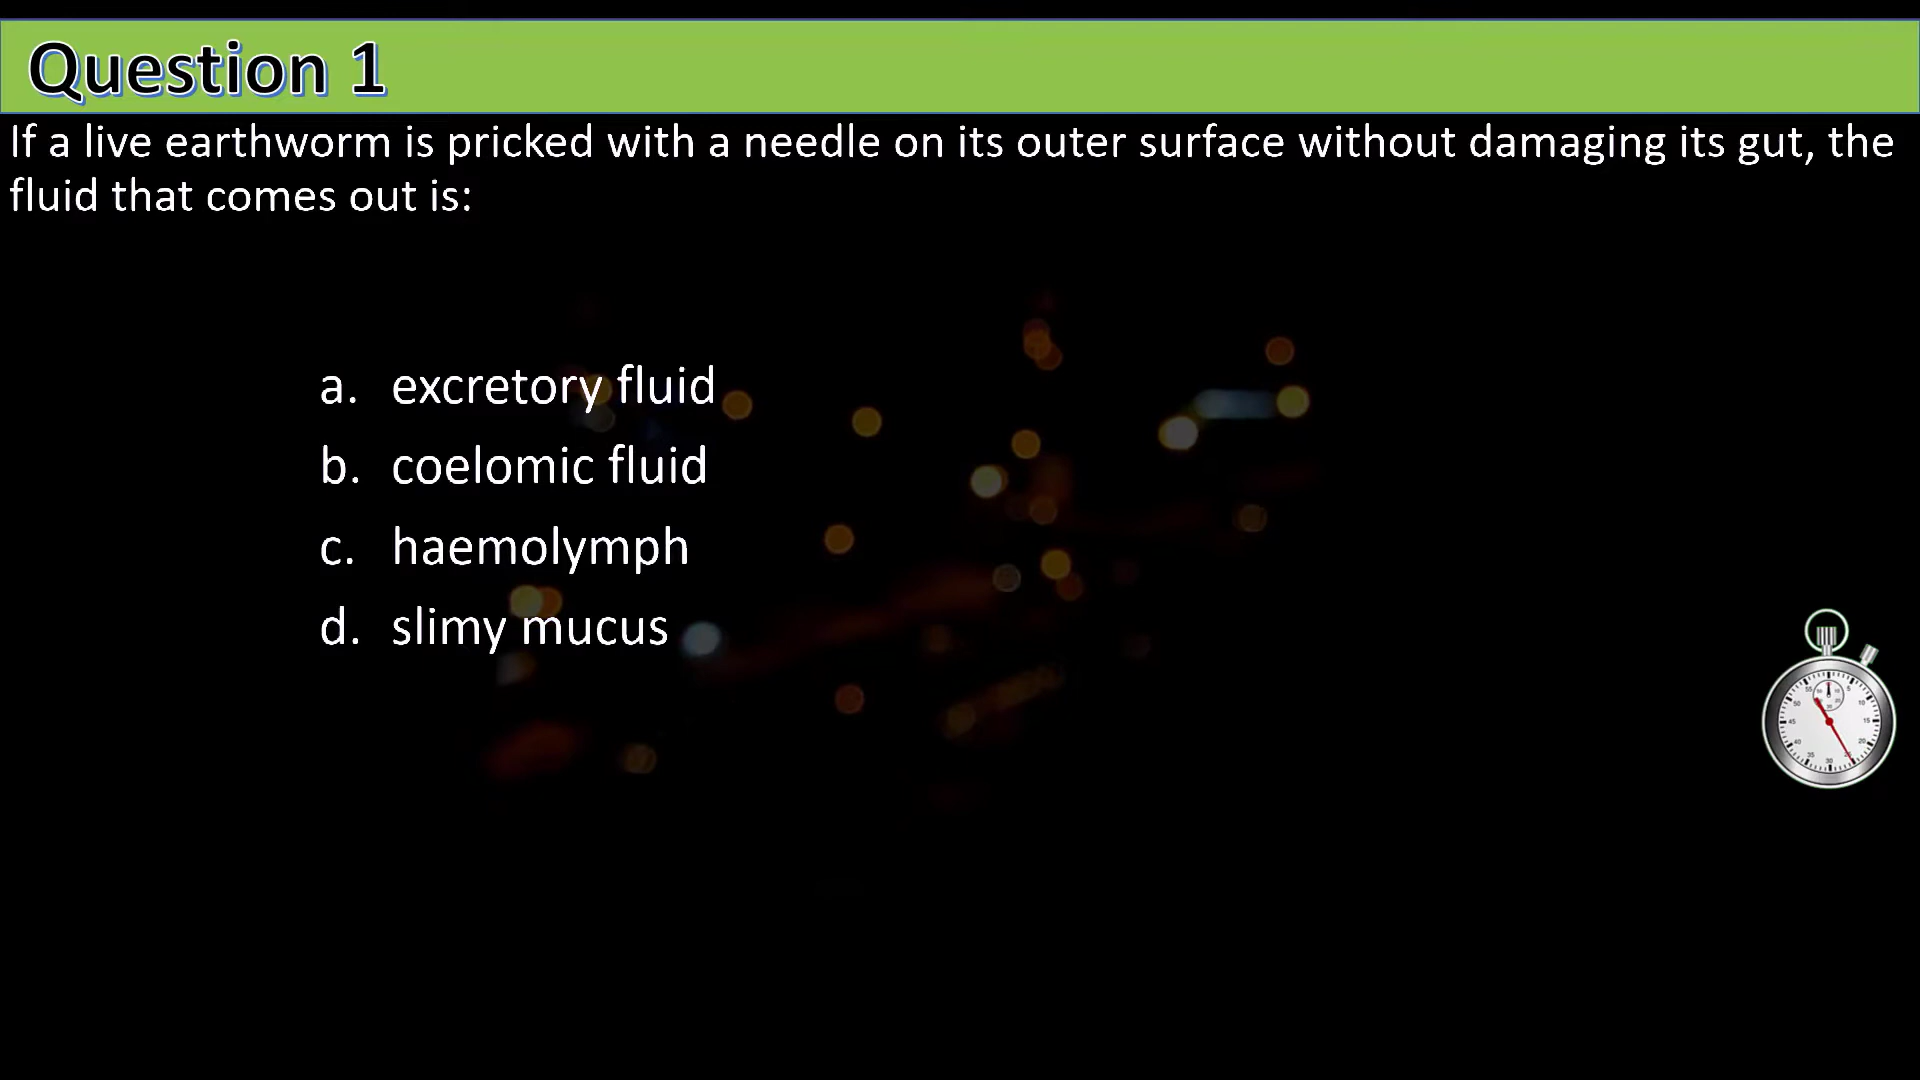 Question 1
If a live earthworm is pricked with a needle on its outer surface without damaging its gut, the
fluid that comes out is:
a. excretory fluid
b. coelomic fluid
c. haemolymph
d. slimy mucus